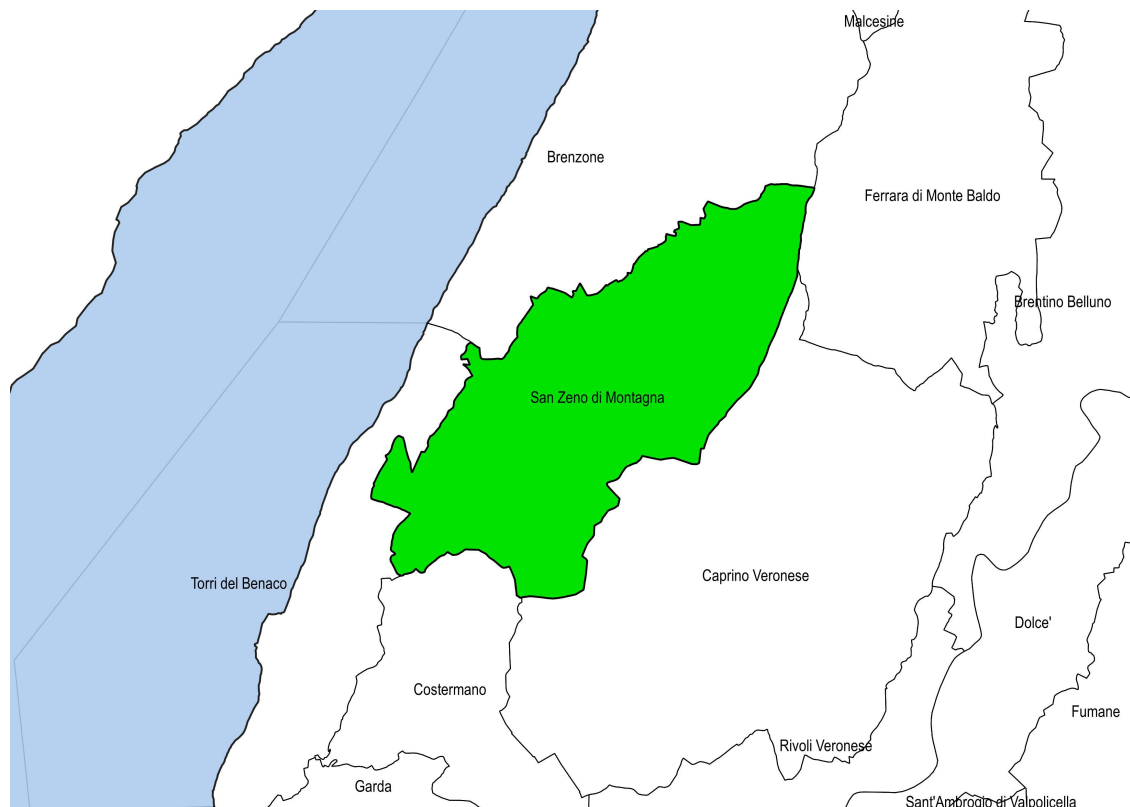 Malcesine
Brenzone
Ferrara di Monte Baldo
Brentino Belluno
San Zeno di Montagna
Caprino Veronese
Torri del Benaco
Dolce'
Costermano
Fumane
Rivoli Veronese
Garda
Sant'Ambrogio di Valpolicella